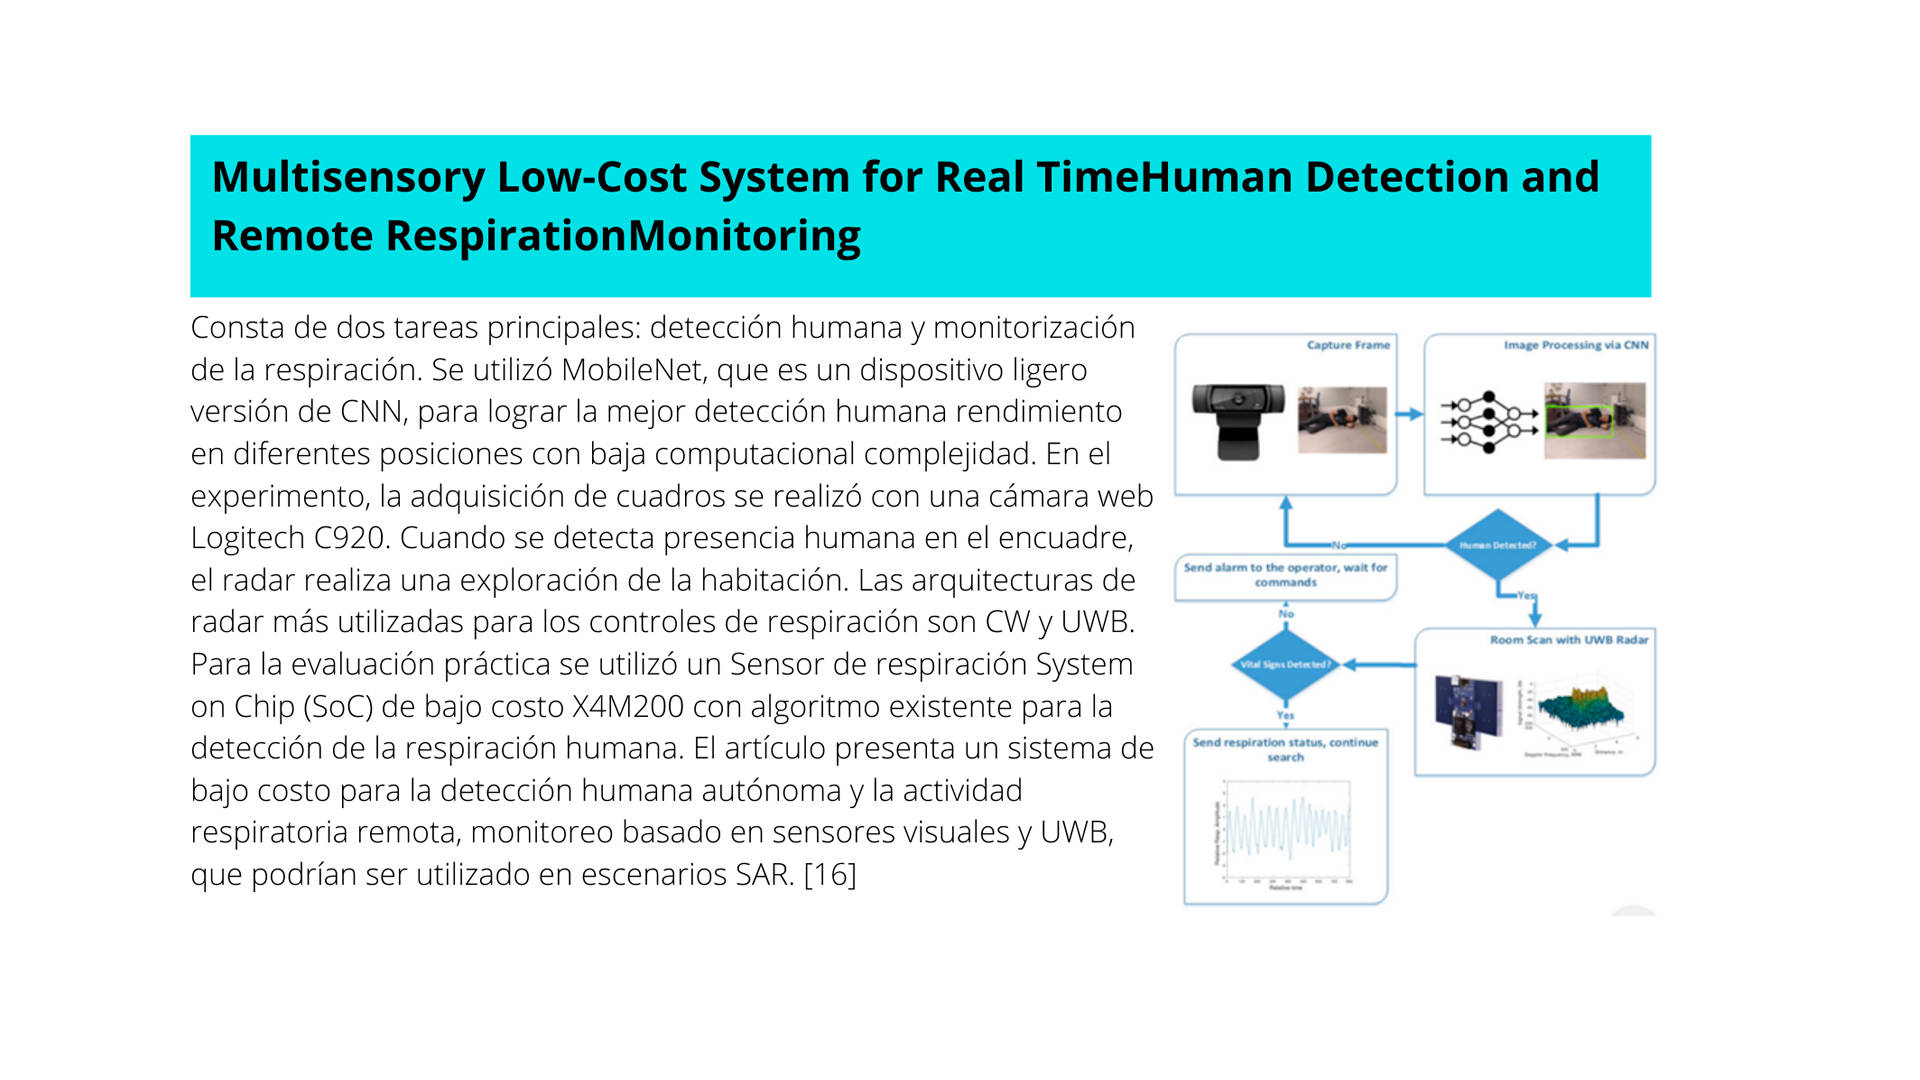 Multisensory Low-Cost System for Real TimeHuman Detection and
Remote RespirationMonitoring
Consta de dos tareas principales: detección humana y monitorización
de la respiración. Se utilizó MobileNet, que es un dispositivo ligero
versión de CNN, para lograr la mejor detección humana rendimiento
en diferentes posiciones con baja computacional complejidad. En el
experimento, la adquisición de cuadros se realizó con una cámara web
Logitech C920. Cuando se detecta presencia humana en el encuadre,
el radar realiza una exploración de la habitación. Las arquitecturas de
radar más utilizadas para los controles de respiración son CW y UWB.
Para la evaluación práctica se utilizó un Sensor de respiración System
on Chip (SoC) de bajo costo X4M200 con algoritmo existente para la
detección de la respiración humana. El artículo presenta un sistema de
bajo costo para la detección humana autónoma y la actividad
respiratoria remota, monitoreo basado en sensores visuales y UWB,
que podrían ser utilizado en escenarios SAR. [16]
Capture Frame
Image Processing via CNN
Human Detected?
No
Yes
Send alarm to the operator, wait for
commands
No
Room Scan with UWB Radar
Vital Signs Detected?
Yes
Send respiration status, continue
search
Relative Resp. Amplitude
Relative time